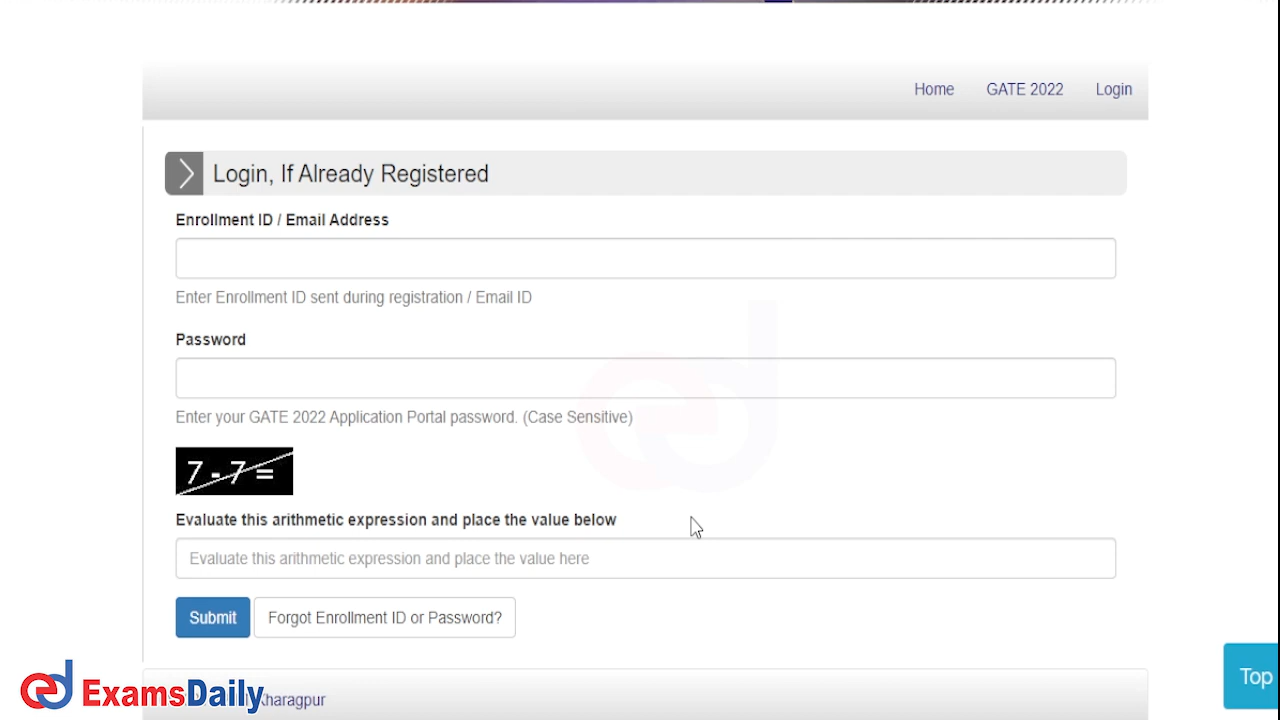 Home GATE 2022 Login
Login, If Already Registered
Enrollment ID / Email Address
Enter Enrollment ID sent during registration / Email ID
Password
Enter your GATE 2022 Application Portal password. (Case Sensitive)
7 - 7 =
Evaluate this arithmetic expression and place the value below
Evaluate this arithmetic expression and place the value here
Submit Forgot Enrollment ID or Password?
Top
ed ExamsDaily